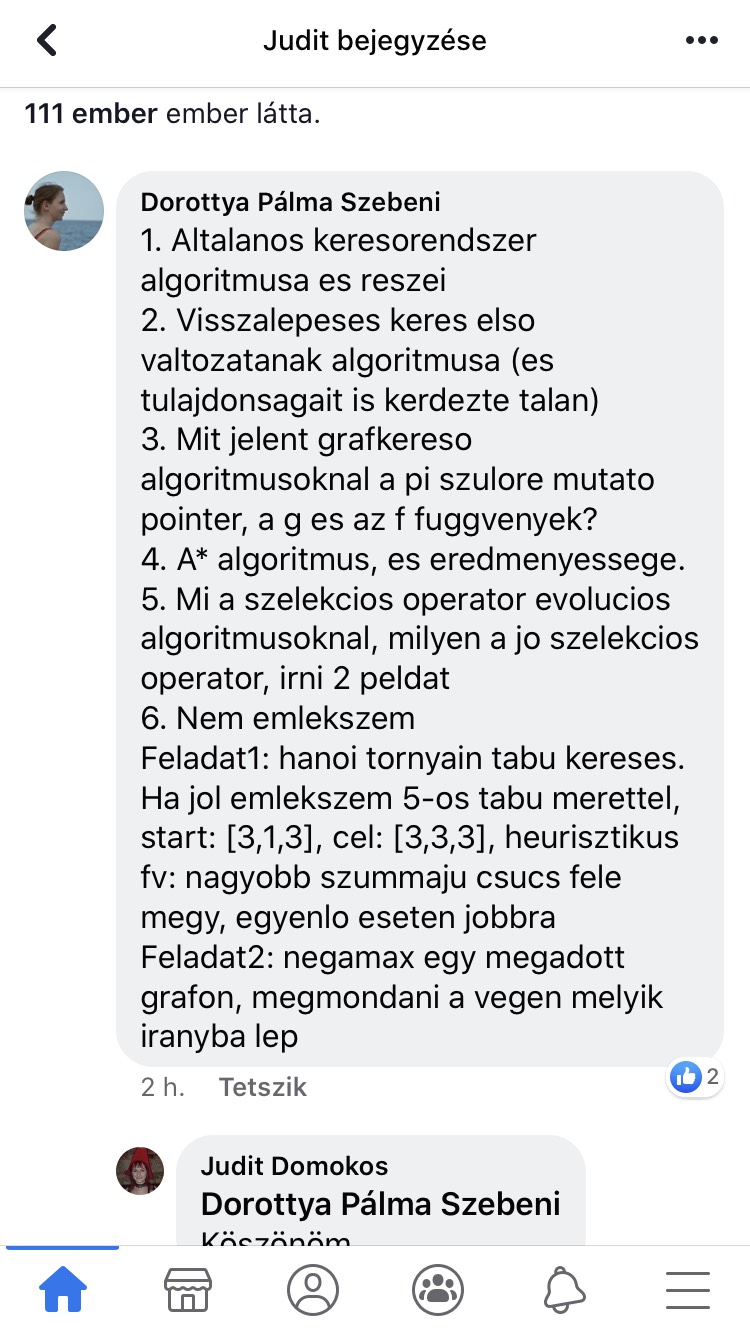 Judit bejegyzése
111 ember ember látta.
Dorottya Pálma Szebeni
1. Altalanos keresorendszer
algoritmusa es reszei
2. Visszalepeses keres elso
valtozatanak algoritmusa (es
tulajdonsagait is kerdezte talan)
3. Mit jelent grafkereso
algoritmusoknal a pi szulore mutato
pointer, a g es az f fuggvenyek?
4. A* algoritmus, es eredmenyessege.
5. Mi a szelekcios operator evolucios
algoritmusoknal, milyen a jo szelekcios
operator, irni 2 peldat
6. Nem emlekszem
Feladat1: hanoi tornyain tabu kereses.
Ha jol emlekszem 5-os tabu merettel,
start: [3,1,3], cel: [3,3,3], heurisztikus
fv: nagyobb szummaju csucs fele
megy, egyenlo eseten jobbra
Feladat2: negamax egy megadott
grafon, megmondani a vegen melyik
iranyba lep
2 h. Tetszik 2
Judit Domokos
Dorottya Pálma Szebeni
Köszönöm